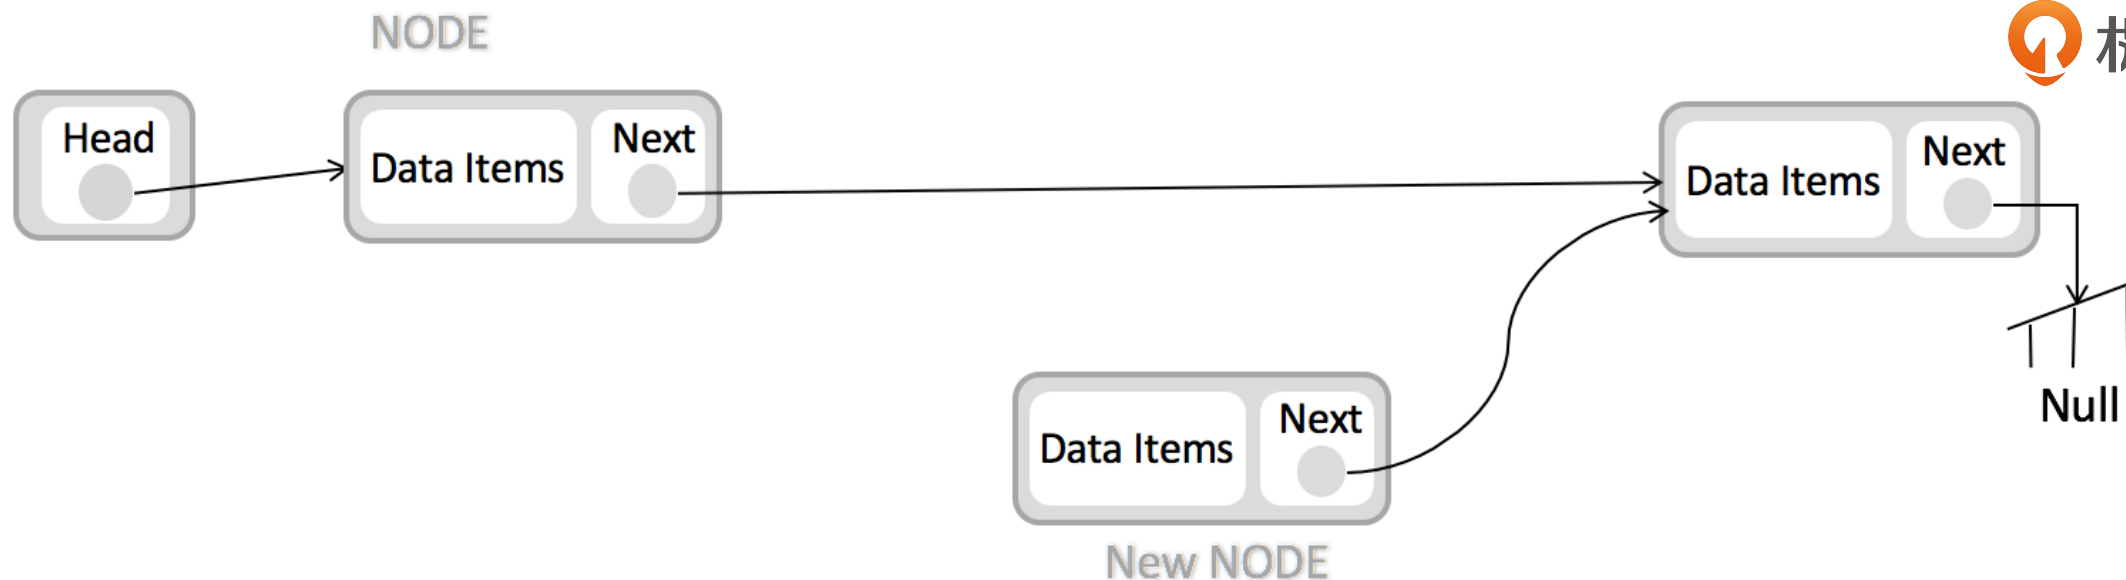 NODE
Head
Data Items
Next
Data Items
Next
Null
Data Items
Next
New NODE